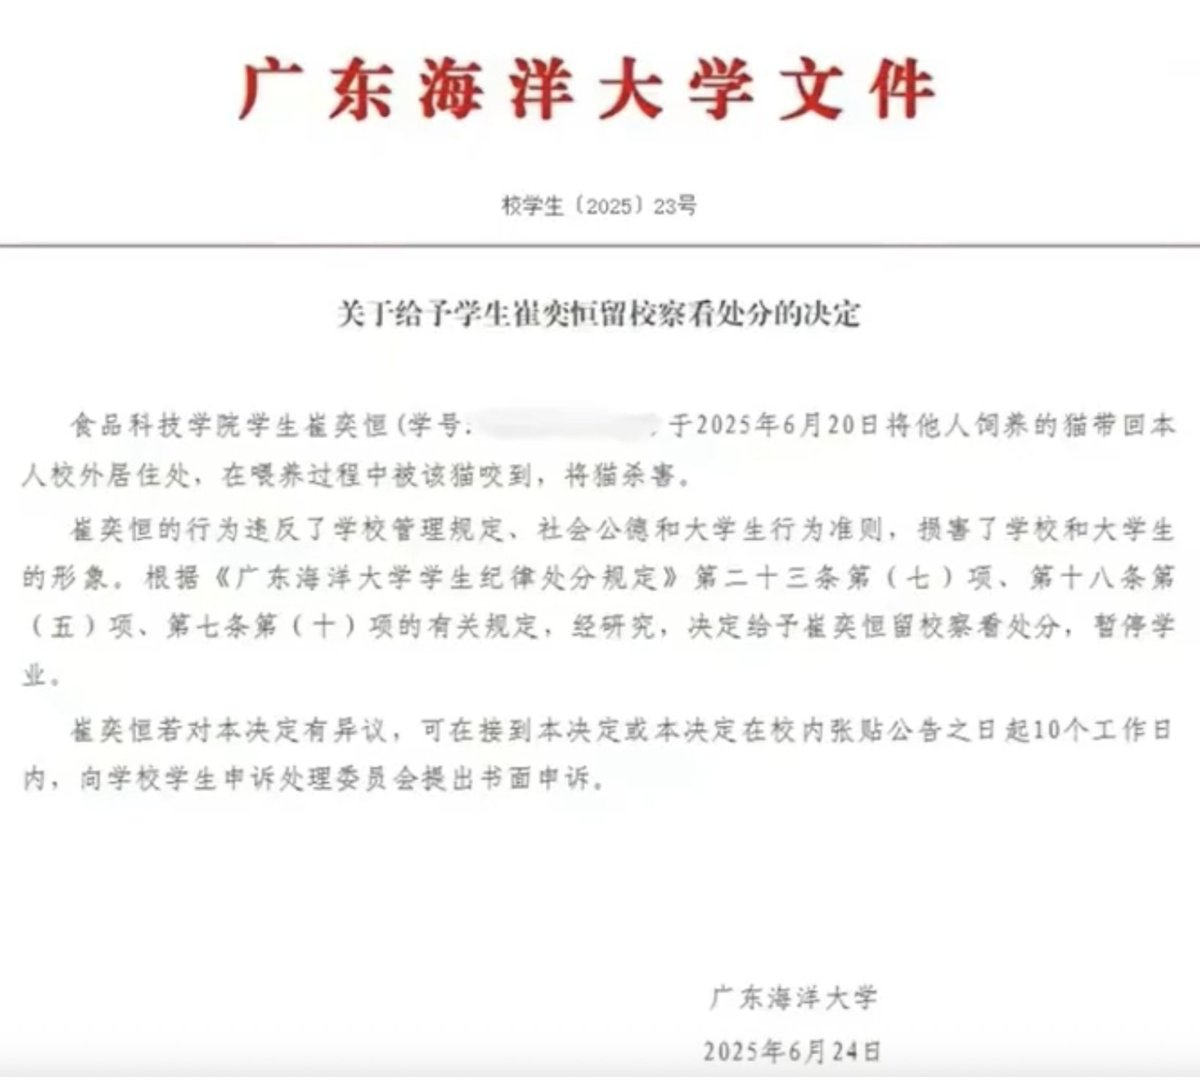 广东海洋大学文件
校学生〔2025〕23号
关于给予学生崔奕恒留校察看处分的决定
食品科技学院学生崔奕恒(学号: )于2025年6月20日将他人饲养的猫带回本
人校外居住处，在喂养过程中被该猫咬到，将猫杀害。
崔奕恒的行为违反了学校管理规定、社会公德和大学生行为准则，损害了学校和大学生
的形象。根据《广东海洋大学学生纪律处分规定》第二十三条第（七）项、第十八条第
（五）项、第七条第（十）项的有关规定，经研究，决定给予崔奕恒留校察看处分，暂停学
业。
崔奕恒若对本决定有异议，可在接到本决定或本决定在校内张贴公告之日起10个工作日
内，向学校学生申诉处理委员会提出书面申诉。
广东海洋大学
2025年6月24日